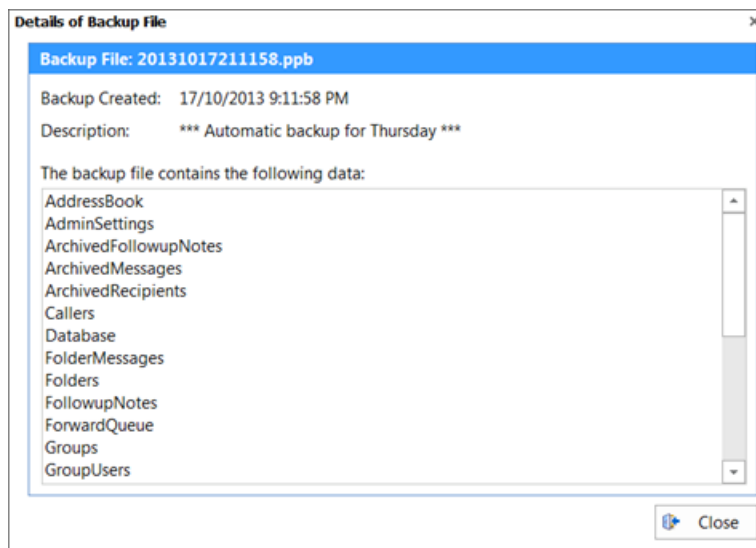 Details of Backup File
Backup File: 20131017211158.ppb
Backup Created: 17/10/2013 9:11:58 PM
Description: *** Automatic backup for Thursday ***
The backup file contains the following data:
AddressBook
AdminSettings
ArchivedFollowupNotes
ArchivedMessages
ArchivedRecipients
Callers
Database
FolderMessages
Folders
FollowupNotes
ForwardQueue
Groups
GroupUsers
Close